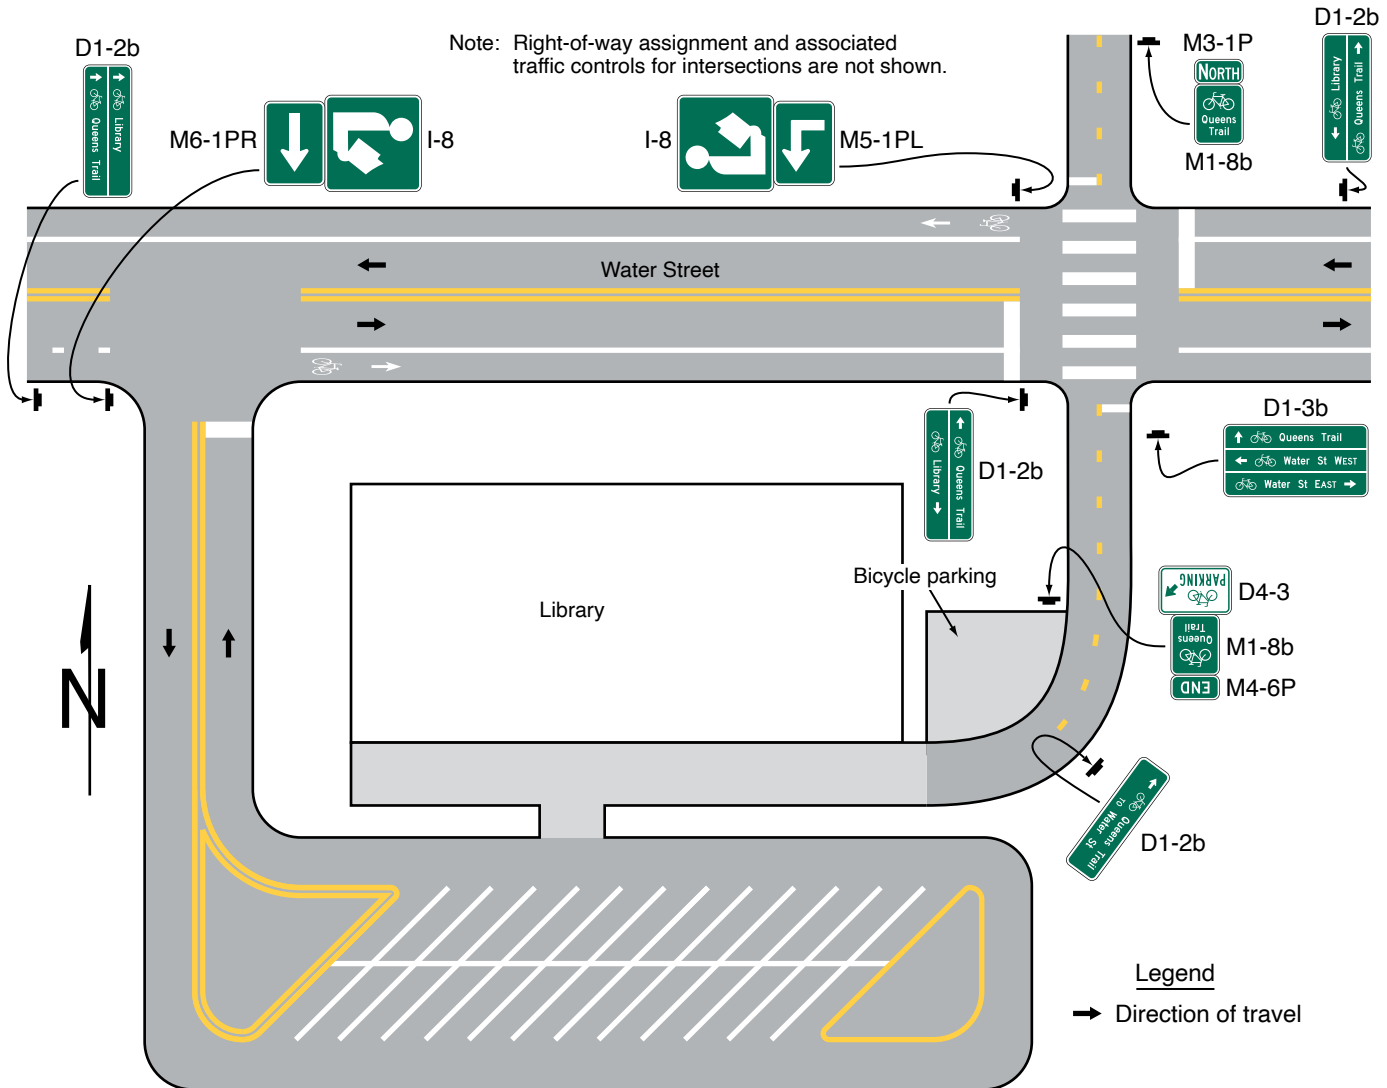 D1-2b
Queens Trail
Library
Note: Right-of-way assignment and associated
traffic controls for intersections are not shown.
M6-1PR
I-8
I-8
M5-1PL
M3-1P
NORTH
Queens
Trail
M1-8b
D1-2b
Library
Queens Trail
Water Street
D1-2b
Library
Queens Trail
D1-3b
Queens Trail
Water St WEST
Water St EAST
Bicycle parking
Library
PARKING
D4-3
Queens
Trail
M1-8b
END
M4-6P
Queens Trail
TO Water St
D1-2b
N
Legend
Direction of travel